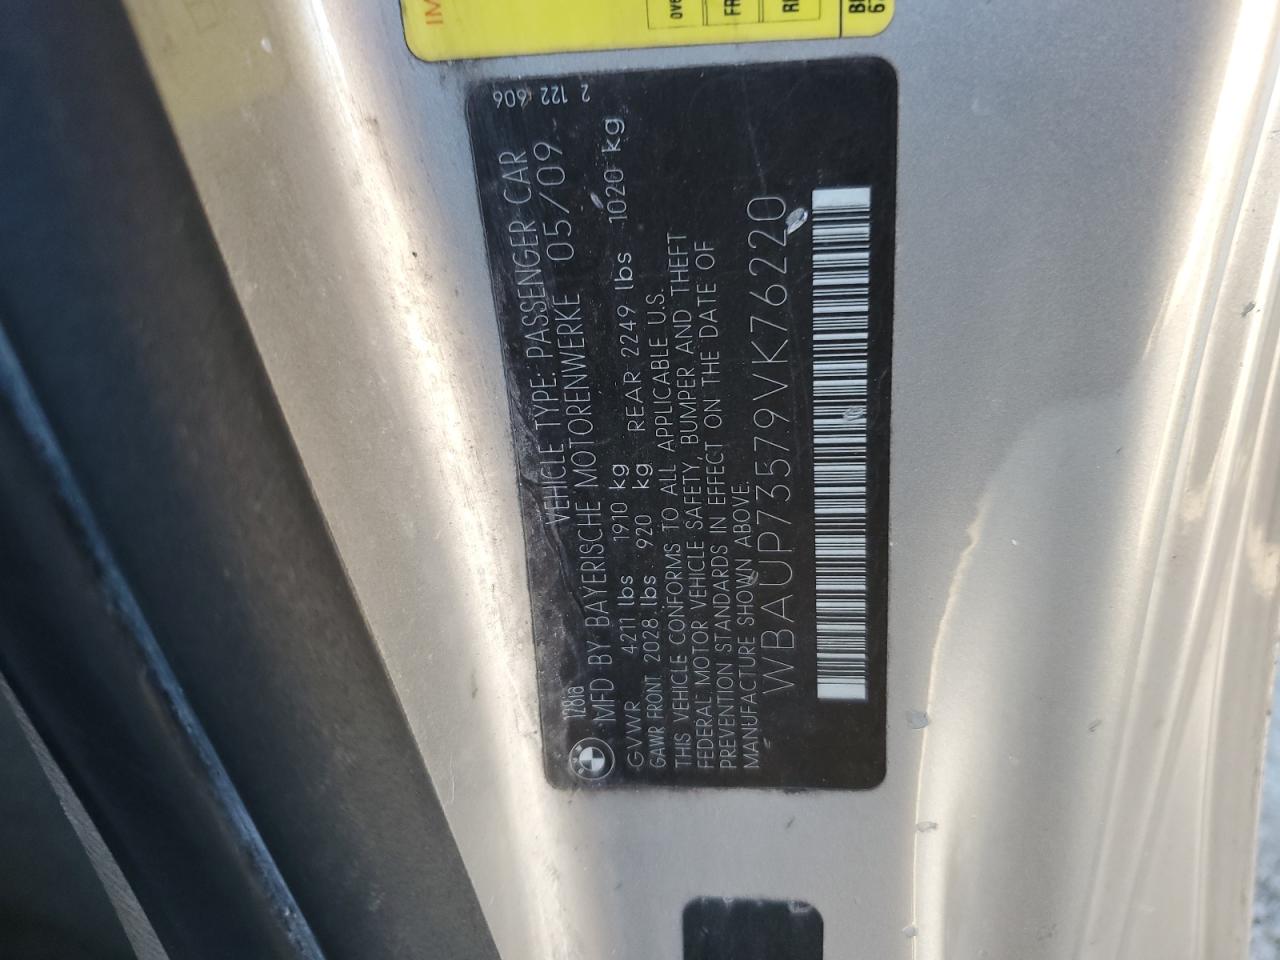 2 122 606
128ia VEHICLE TYPE: PASSENGER CAR
MFD BY BAYERISCHE MOTORENWERKE 05/09
GVWR 4211 lbs 1910 kg
GAWR FRONT 2028 lbs 920 kg REAR 2249 lbs 1020 kg
THIS VEHICLE CONFORMS TO ALL APPLICABLE U.S.
FEDERAL MOTOR VEHICLE SAFETY, BUMPER AND THEFT
PREVENTION STANDARDS IN EFFECT ON THE DATE OF
MANUFACTURE SHOWN ABOVE.
WBAUP73579VK76220